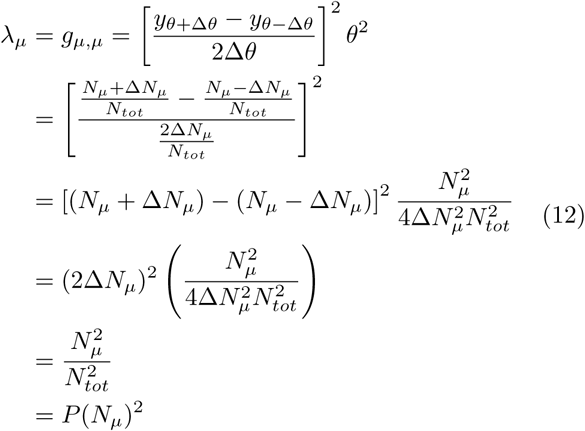 λ_μ = g_{μ,μ} = [ (y_{θ+Δθ} − y_{θ−Δθ}) / (2Δθ) ]^2 θ^2
= [ ( (N_μ+ΔN_μ)/N_{tot} − (N_μ−ΔN_μ)/N_{tot} ) / ( 2ΔN_μ/N_{tot} ) ]^2
= [(N_μ + ΔN_μ) − (N_μ − ΔN_μ)]^2 N_μ^2 / (4ΔN_μ^2 N_{tot}^2) (12)
= (2ΔN_μ)^2 ( N_μ^2 / (4ΔN_μ^2 N_{tot}^2) )
= N_μ^2 / N_{tot}^2
= P(N_μ)^2